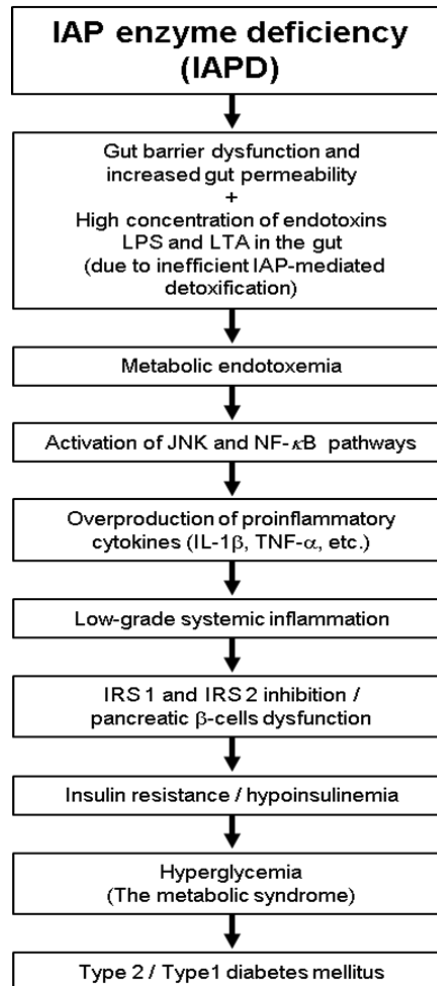 IAP enzyme deficiency
(IAPD)
Gut barrier dysfunction and
increased gut permeability
+
High concentration of endotoxins
LPS and LTA in the gut
(due to inefficient IAP-mediated
detoxification)
Metabolic endotoxemia
Activation of JNK and NF-κB pathways
Overproduction of proinflammatory
cytokines (IL-1β, TNF-α, etc.)
Low-grade systemic inflammation
IRS 1 and IRS 2 inhibition /
pancreatic β-cells dysfunction
Insulin resistance / hypoinsulinemia
Hyperglycemia
(The metabolic syndrome)
Type 2 / Type1 diabetes mellitus